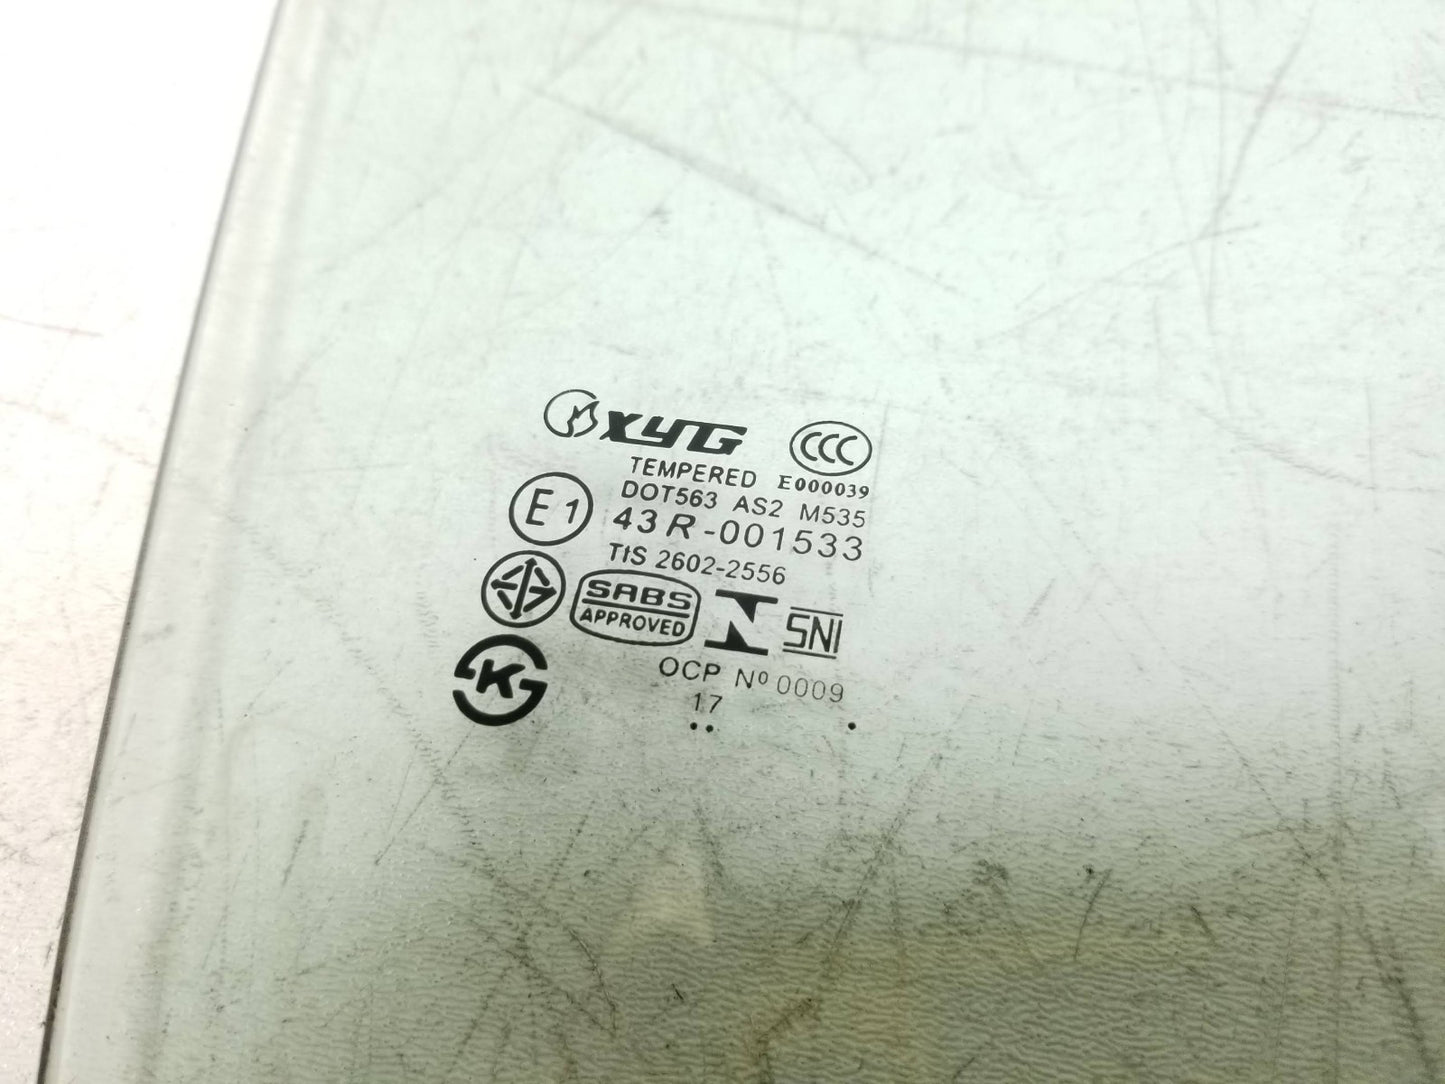 XYG CCC
TEMPERED E000039
DOT563 AS2 M535
E1 43R-001533
TIS 2602-2556
SABS
APPROVED
SNI
K
OCP Nº 0009
17